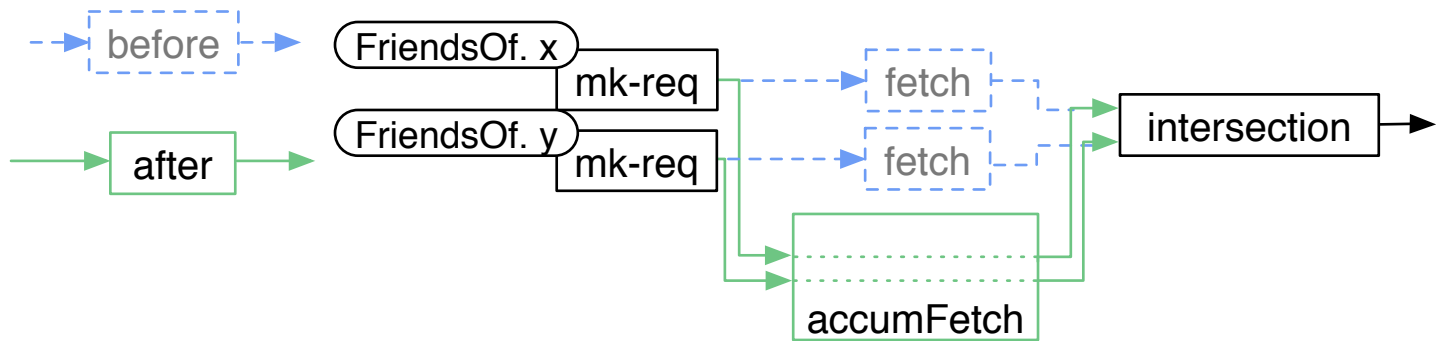 before
after
FriendsOf. x
mk-req
FriendsOf. y
mk-req
fetch
fetch
accumFetch
intersection